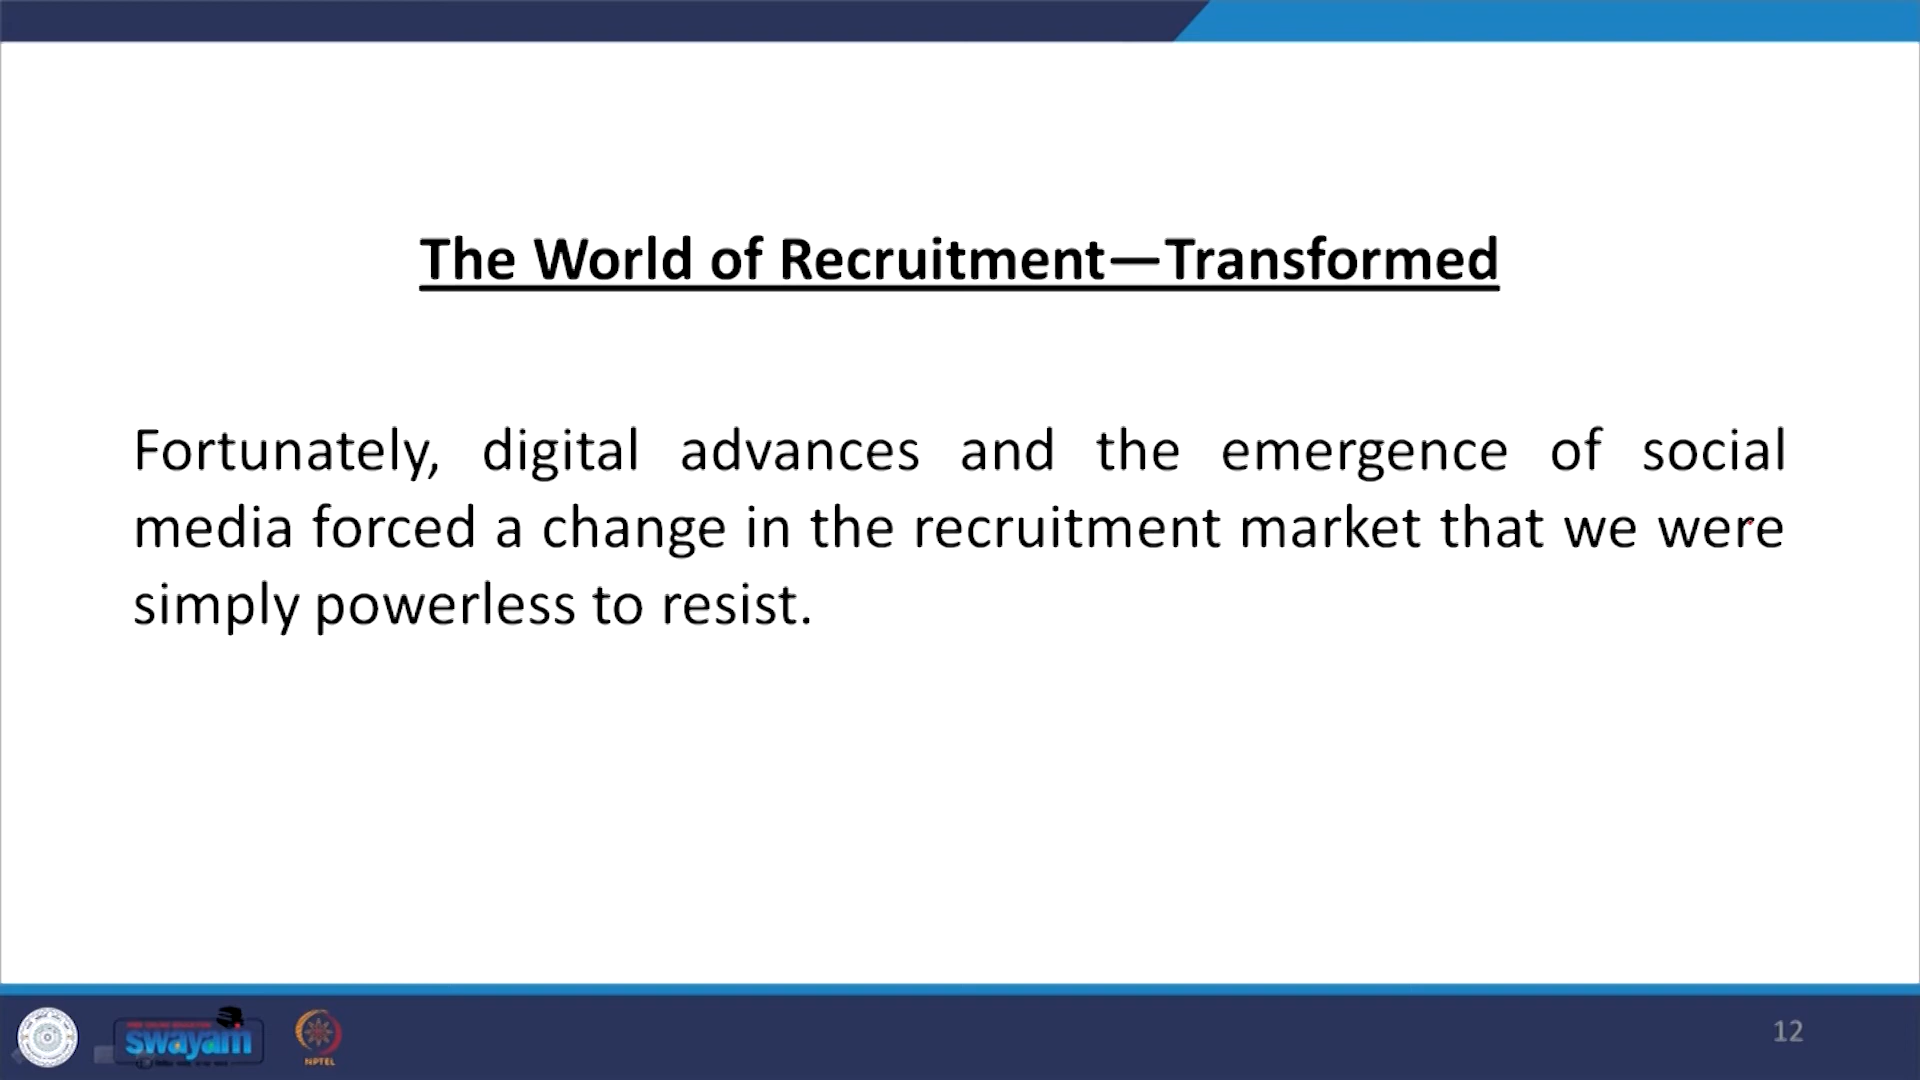 The World of Recruitment—Transformed
Fortunately, digital advances and the emergence of social
media forced a change in the recruitment market that we were
simply powerless to resist.
swayam
NPTEL
12